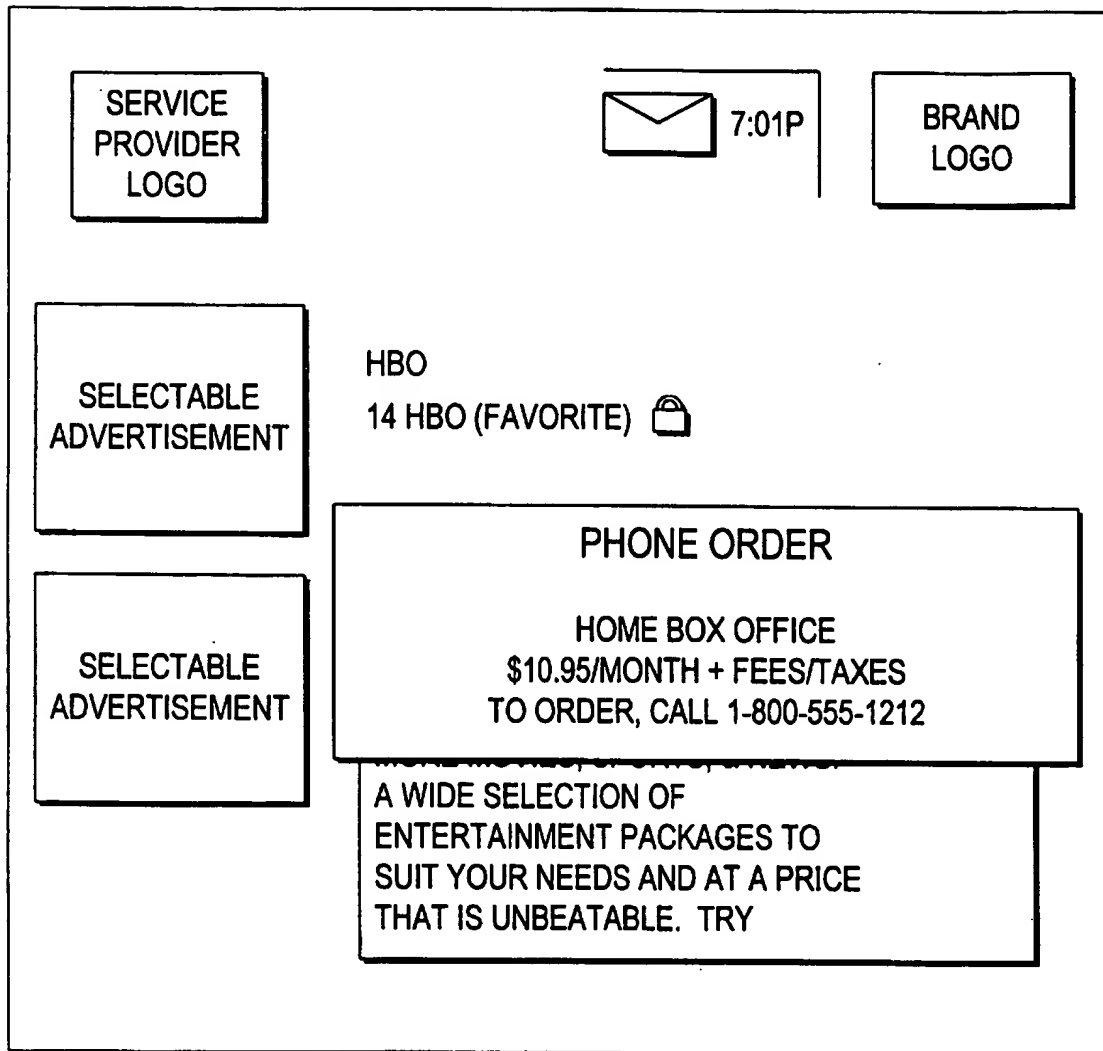 SERVICE
PROVIDER
LOGO
7:01P
BRAND
LOGO
SELECTABLE
ADVERTISEMENT
HBO
14 HBO (FAVORITE)
PHONE ORDER
HOME BOX OFFICE
$10.95/MONTH + FEES/TAXES
TO ORDER, CALL 1-800-555-1212
SELECTABLE
ADVERTISEMENT
A WIDE SELECTION OF
ENTERTAINMENT PACKAGES TO
SUIT YOUR NEEDS AND AT A PRICE
THAT IS UNBEATABLE. TRY